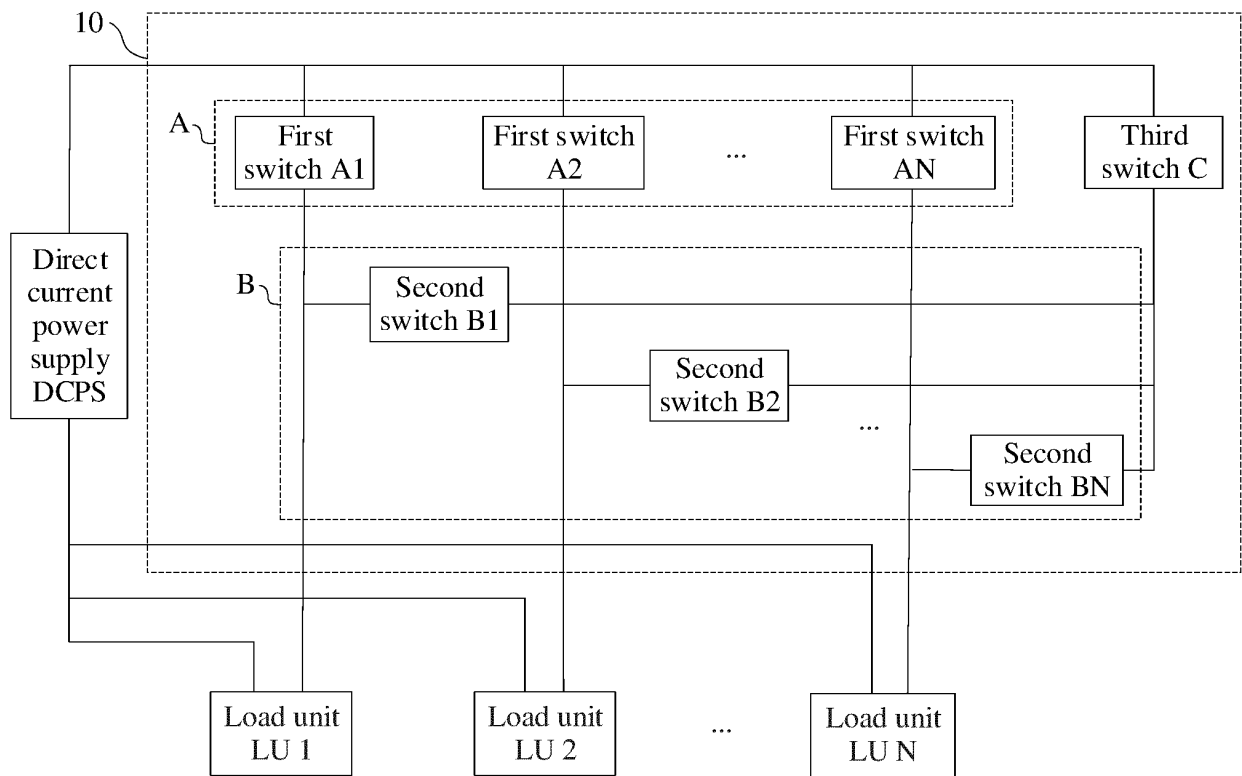 10
A
First
switch A1
First switch
A2
...
First switch
AN
Third
switch C
Direct
current
power
supply
DCPS
B
Second
switch B1
Second
switch B2
...
Second
switch BN
Load unit
LU 1
Load unit
LU 2
...
Load unit
LU N